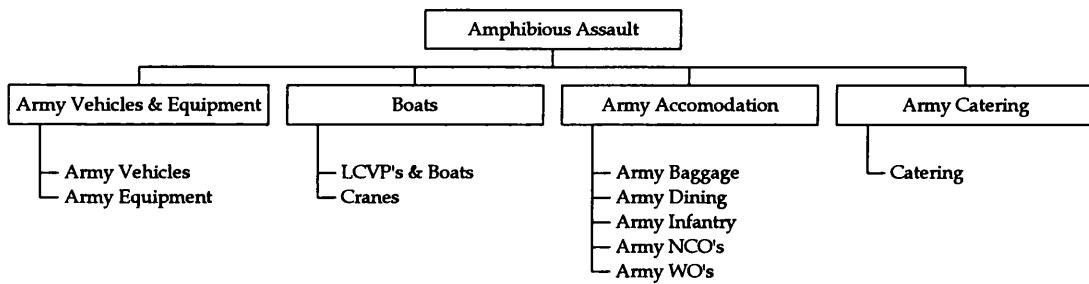 Amphibious Assault
Army Vehicles & Equipment
Boats
Army Accomodation
Army Catering
Army Vehicles
Army Equipment
LCVP's & Boats
Cranes
Army Baggage
Army Dining
Army Infantry
Army NCO's
Army WO's
Catering